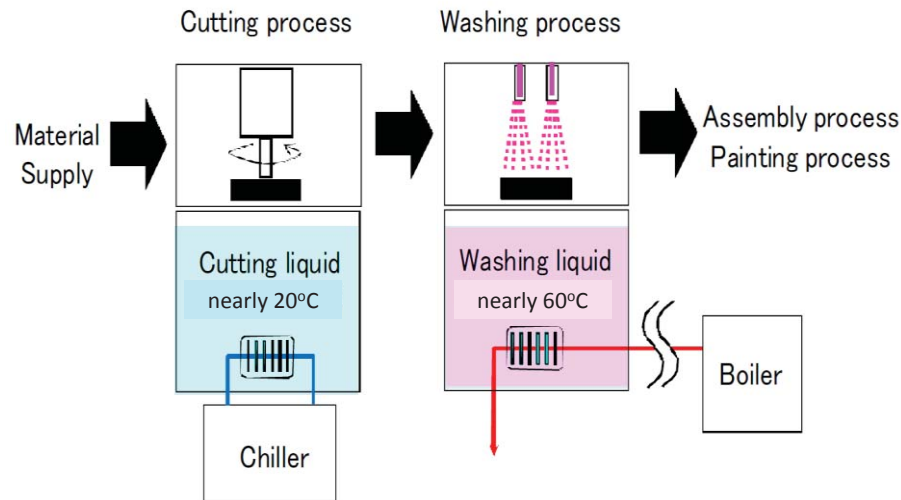 Cutting process
Washing process
Material
Supply
Assembly process
Painting process
Cutting liquid
nearly 20°C
Washing liquid
nearly 60°C
Boiler
Chiller